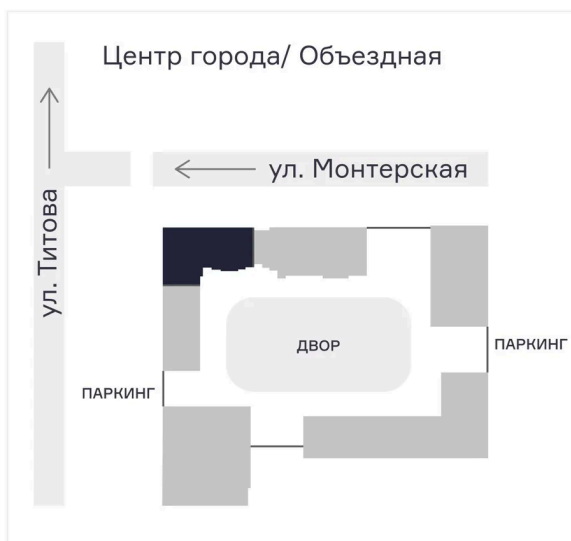 Центр города/ Объездная
ул. Монтерская
ул. Титова
ДВОР
ПАРКИНГ
ПАРКИНГ